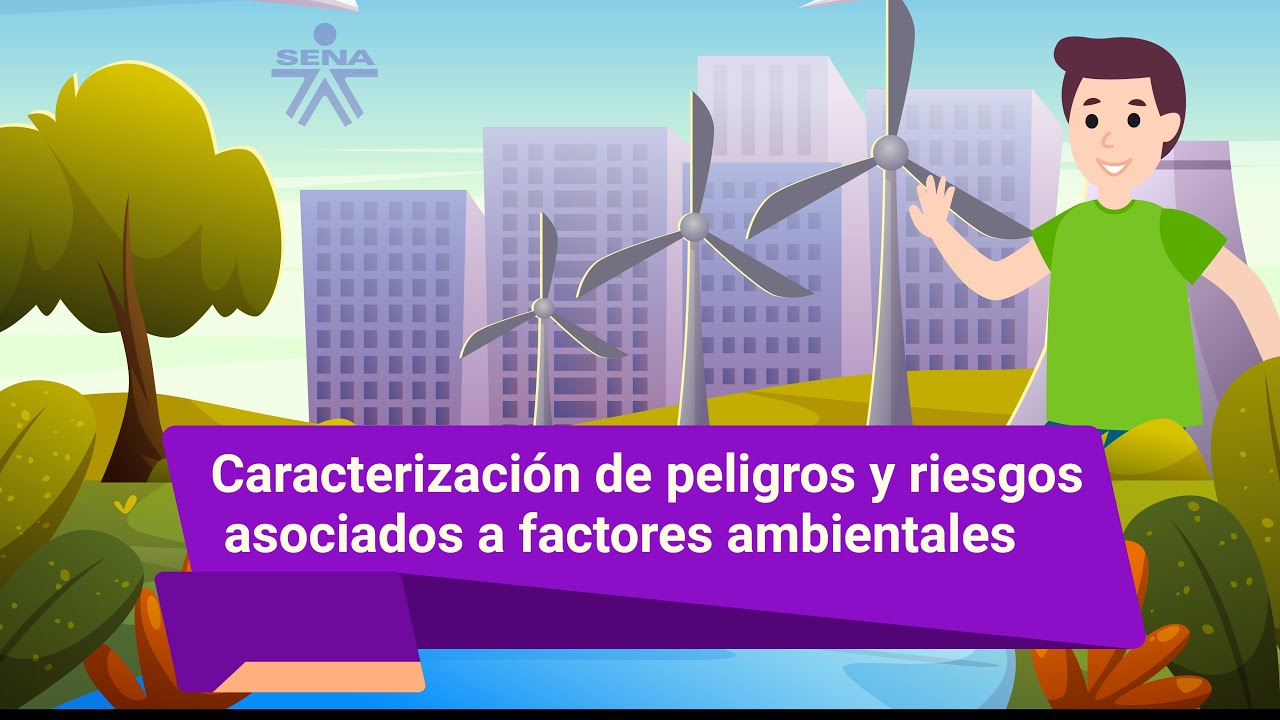 SENA
Caracterización de peligros y riesgos
asociados a factores ambientales